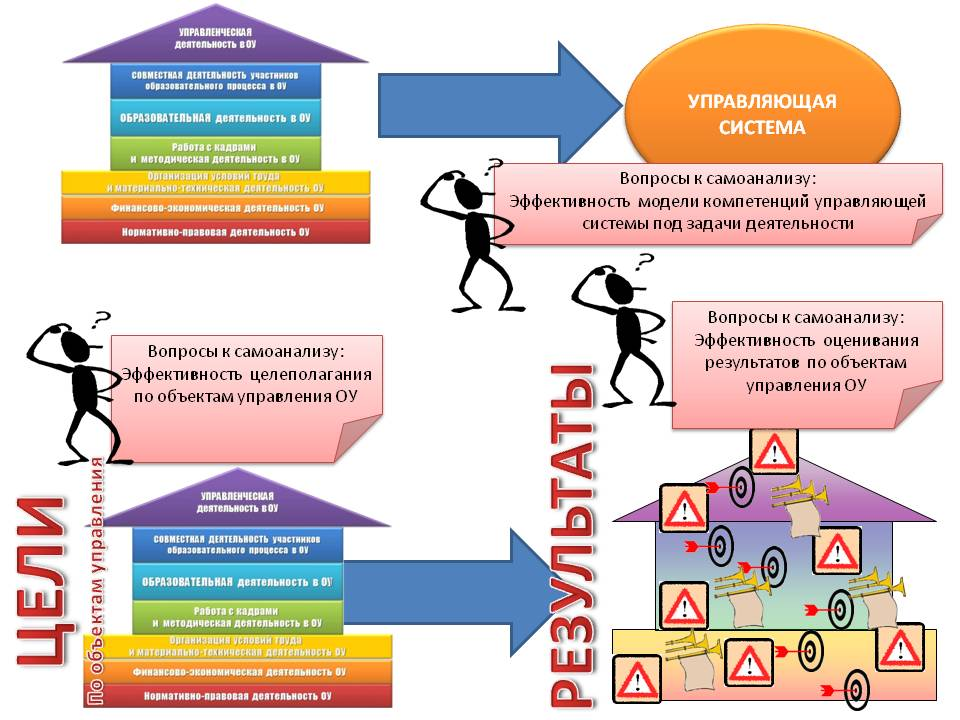 УПРАВЛЕНЧЕСКАЯ
деятельность в ОУ
СОВМЕСТНАЯ ДЕЯТЕЛЬНОСТЬ участников
образовательного процесса в ОУ
ОБРАЗОВАТЕЛЬНАЯ деятельность в ОУ
Работа с кадрами
и методическая деятельность в ОУ
Организация условий труда
и материально-техническая деятельность ОУ
Финансово-экономическая деятельность ОУ
Нормативно-правовая деятельность ОУ
УПРАВЛЯЮЩАЯ
СИСТЕМА
?
Вопросы к самоанализу:
Эффективность модели компетенций управляющей
системы под задачи деятельности
?
Вопросы к самоанализу:
Эффективность оценивания
результатов по объектам
управления ОУ
?
Вопросы к самоанализу:
Эффективность целеполагания
по объектам управления ОУ
ЦЕЛИ
По объектам управления
УПРАВЛЕНЧЕСКАЯ
деятельность в ОУ
СОВМЕСТНАЯ ДЕЯТЕЛЬНОСТЬ участников
образовательного процесса в ОУ
ОБРАЗОВАТЕЛЬНАЯ деятельность в ОУ
Работа с кадрами
и методическая деятельность в ОУ
Организация условий труда
и материально-техническая деятельность ОУ
Финансово-экономическая деятельность ОУ
Нормативно-правовая деятельность ОУ
РЕЗУЛЬТАТЫ
!
!
!
!
!
!
!